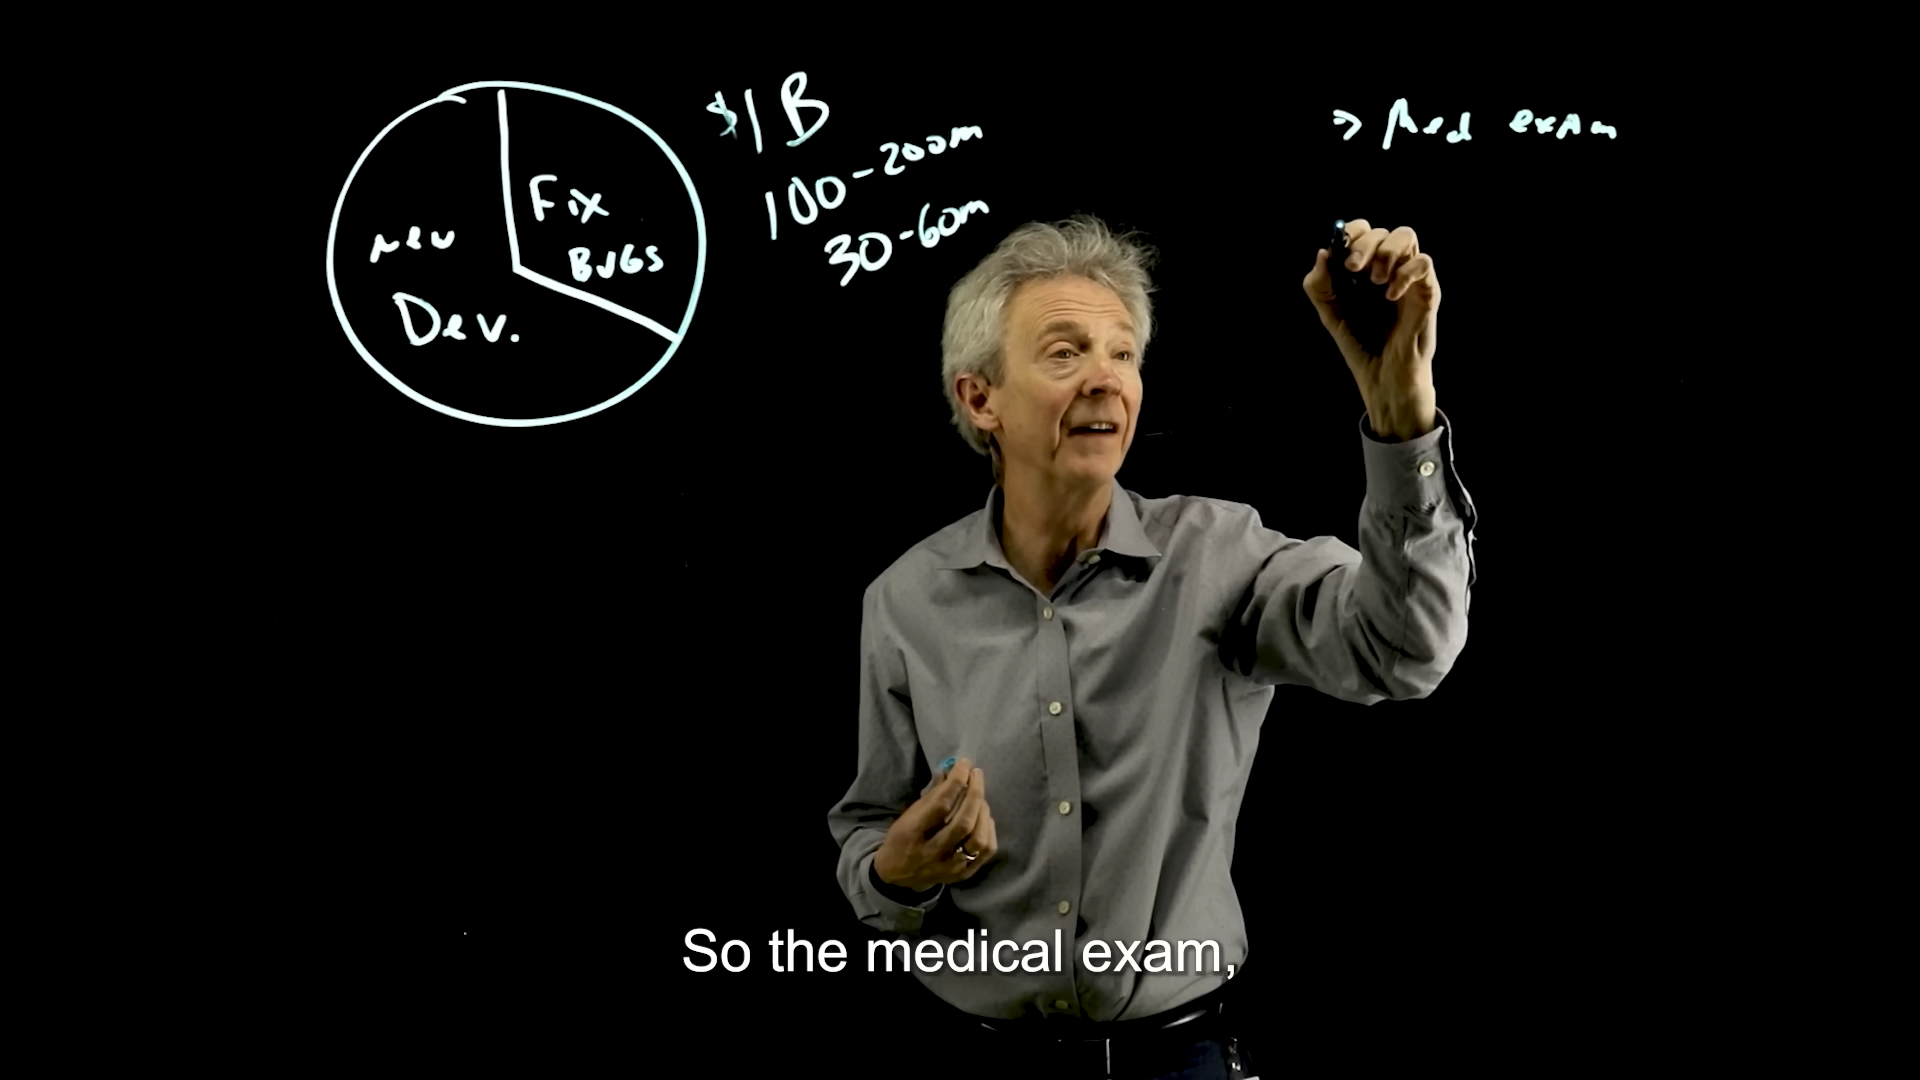 New
Dev.
Fix
BUGS
$1B
100-200m
30-60m
→ Med exam
So the medical exam,